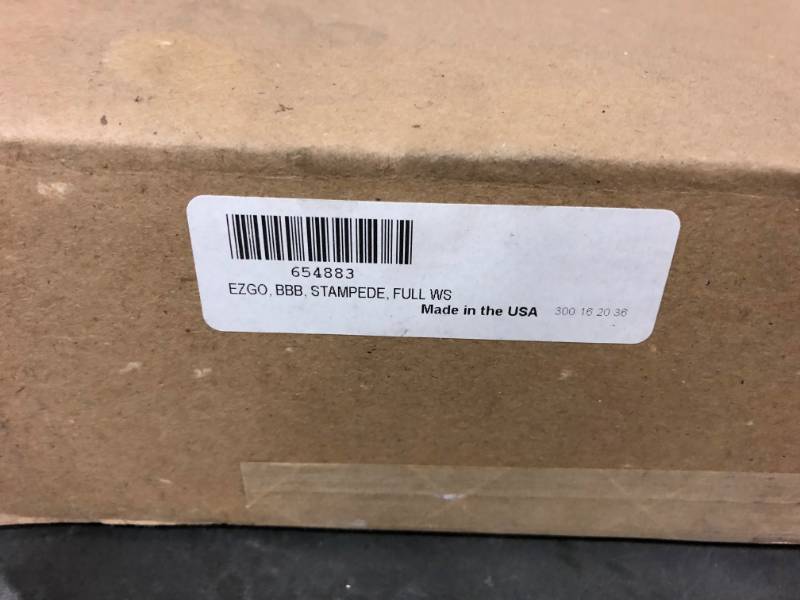 654883
EZGO, BBB, STAMPEDE, FULL WS
Made in the USA 300 16 20 36